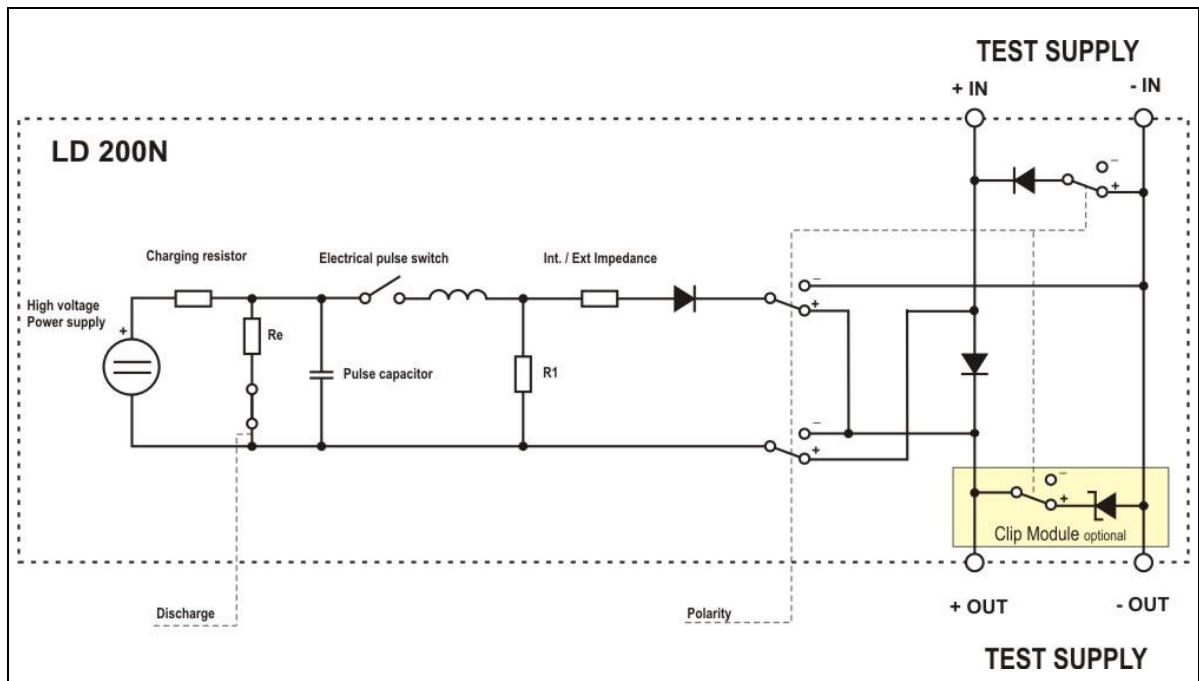 TEST SUPPLY
+ IN
- IN
LD 200N
−
+
Charging resistor
Electrical pulse switch
Int. / Ext Impedance
High voltage
Power supply
+
−
+
Re
Pulse capacitor
R1
−
+
−
+
Clip Module optional
Discharge
Polarity
+ OUT
- OUT
TEST SUPPLY